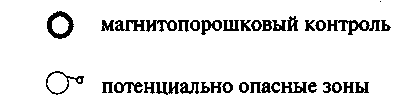 магнитопорошковый контроль
потенциально опасные зоны